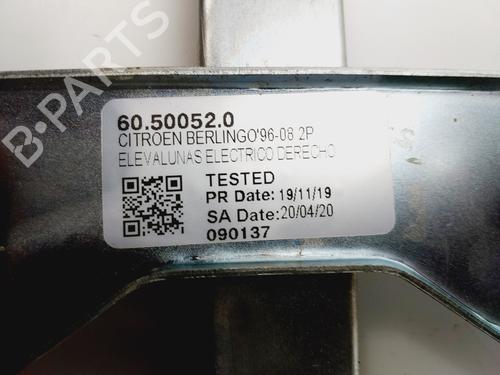 60.50052.0
CITROEN BERLINGO'96-08 2P
ELEVALUNAS ELECTRICO DERECHO
TESTED
PR Date: 19/11/19
SA Date: 20/04/20
090137
B-PARTS